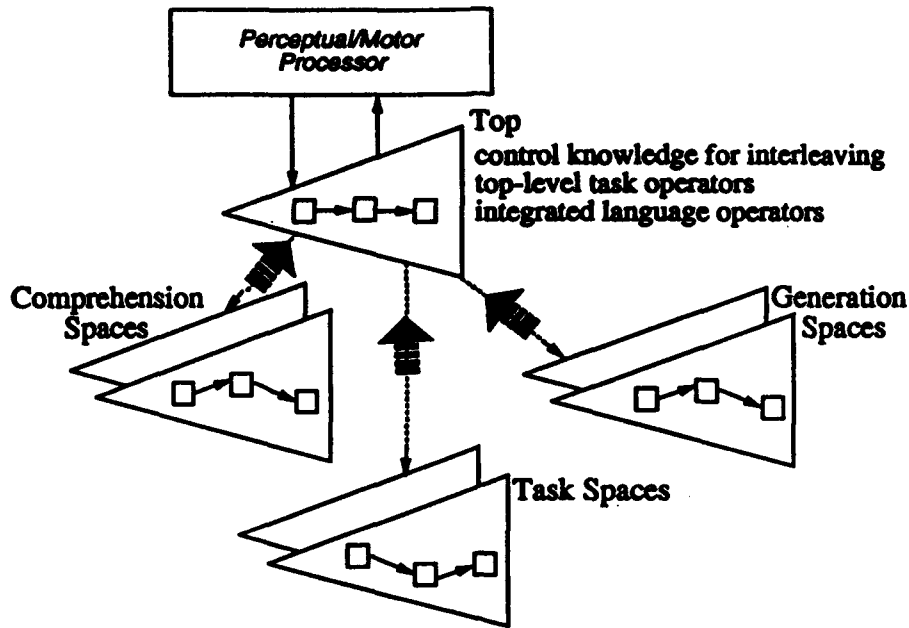 Perceptual/Motor
Processor
Top
control knowledge for interleaving
top-level task operators
integrated language operators
Comprehension
Spaces
Generation
Spaces
Task Spaces